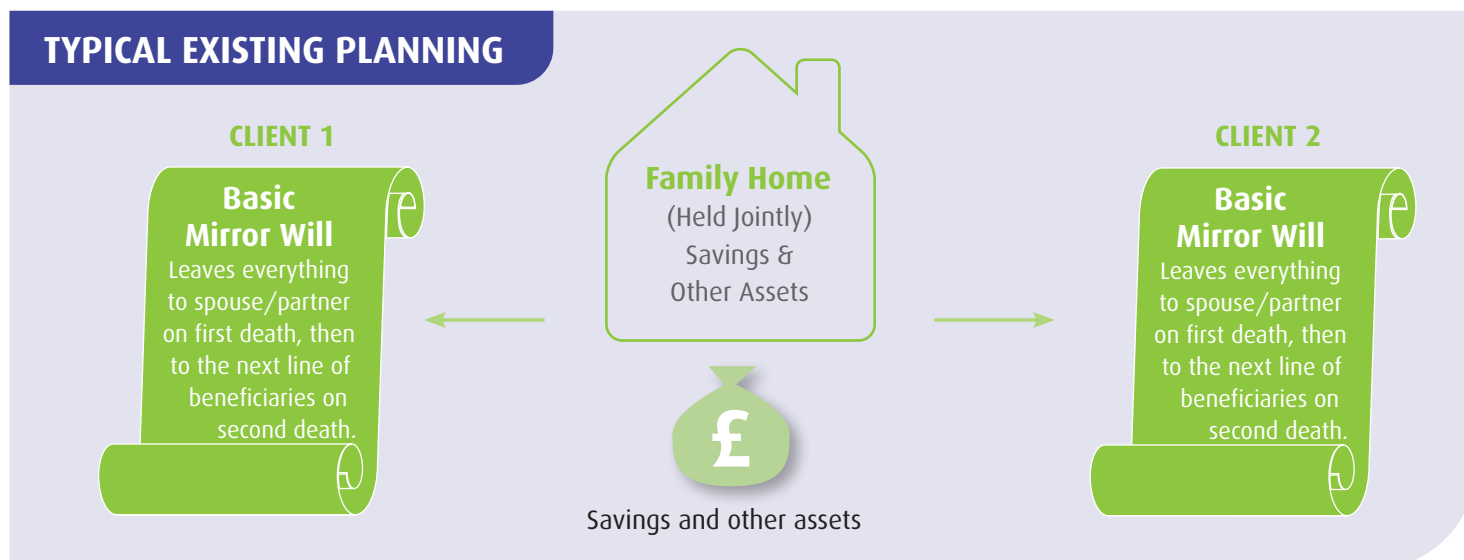 TYPICAL EXISTING PLANNING
CLIENT 1
Basic
Mirror Will
Leaves everything
to spouse/partner
on first death, then
to the next line of
beneficiaries on
second death.
Family Home
(Held Jointly)
Savings &
Other Assets
£
Savings and other assets
CLIENT 2
Basic
Mirror Will
Leaves everything
to spouse/partner
on first death, then
to the next line of
beneficiaries on
second death.